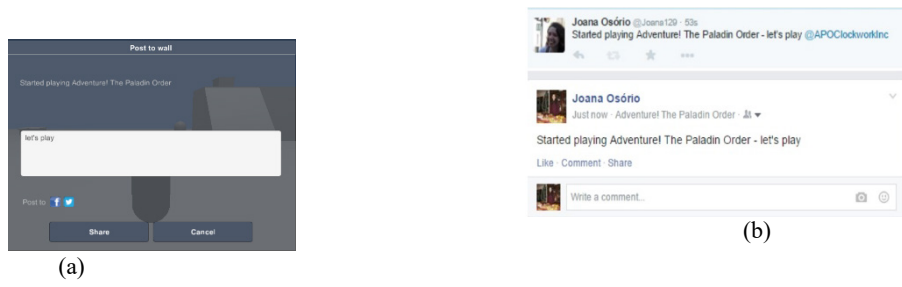 Post to wall
Started playing Adventure! The Paladin Order
let's play
Post to
Share Cancel
(a)
Joana Osório @Joana129 · 53s
Started playing Adventure! The Paladin Order - let's play @APOClockworkInc
Joana Osório
Just now · Adventure! The Paladin Order ·
Started playing Adventure! The Paladin Order - let's play
Like · Comment · Share
Write a comment...
(b)